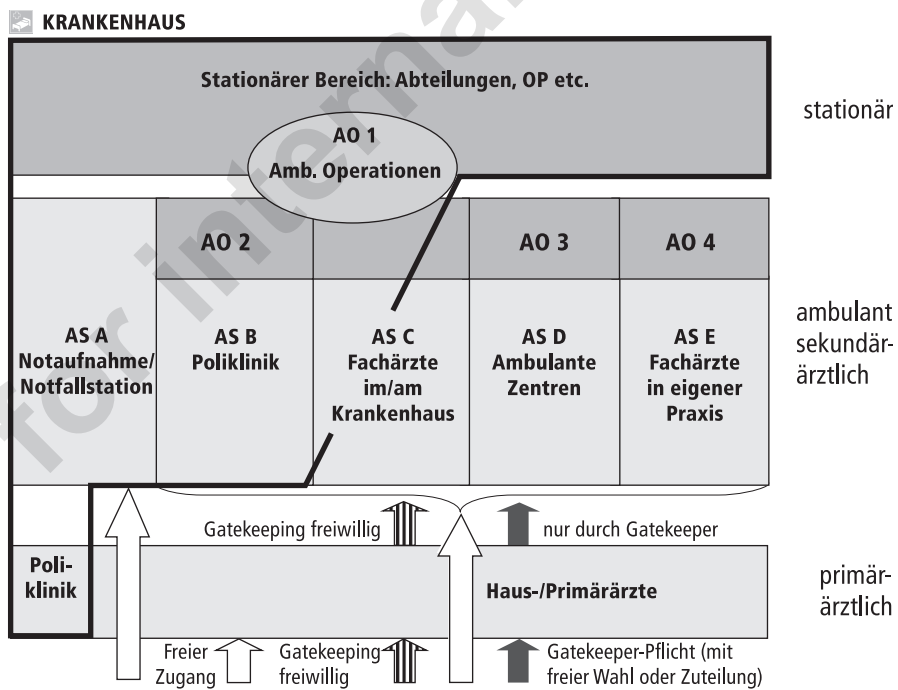 KRANKENHAUS
Stationärer Bereich: Abteilungen, OP etc.
AO 1
Amb. Operationen
stationär
AO 2
AO 3
AO 4
AS A
Notaufnahme/
Notfallstation
AS B
Poliklinik
AS C
Fachärzte
im/am
Krankenhaus
AS D
Ambulante
Zentren
AS E
Fachärzte
in eigener
Praxis
ambulant
sekundär-
ärztlich
Gatekeeping freiwillig
nur durch Gatekeeper
Poli-
klinik
Haus-/Primärärzte
primär-
ärztlich
Freier
Zugang
Gatekeeping
freiwillig
Gatekeeper-Pflicht (mit
freier Wahl oder Zuteilung)
for interna